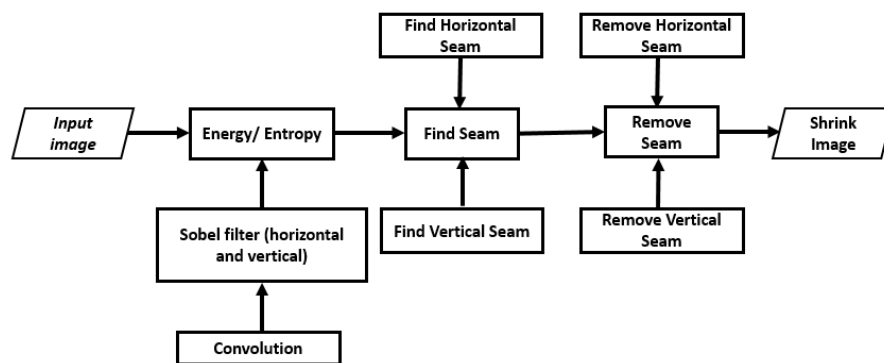 Find Horizontal
Seam
Remove Horizontal
Seam
Input
image
Energy/ Entropy
Find Seam
Remove
Seam
Shrink
Image
Sobel filter (horizontal
and vertical)
Find Vertical Seam
Remove Vertical
Seam
Convolution